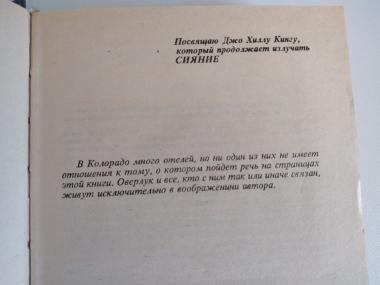 Посвящаю Джо Хиллу Кингу,
который продолжает излучать
СИЯНИЕ
В Колорадо много отелей, но ни один из них не имеет
отношения к тому, о котором пойдет речь на страницах
этой книги. Оверлук и все, кто с ним так или иначе связан,
живут исключительно в воображении автора.